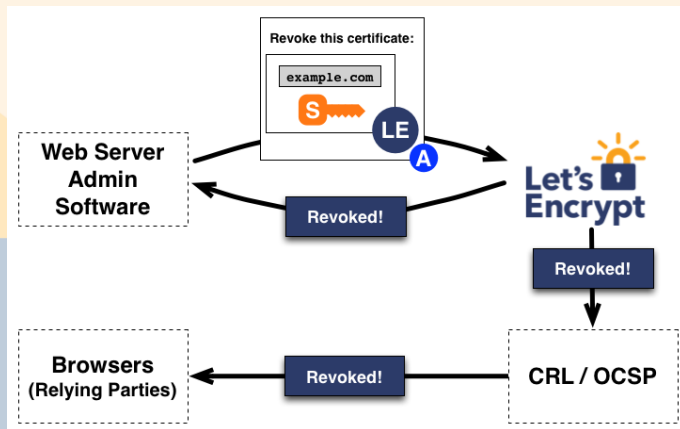 Revoke this certificate:
example.com
S
LE
A
Web Server
Admin
Software
Let's
Encrypt
Revoked!
Revoked!
Browsers
(Relying Parties)
Revoked!
CRL / OCSP